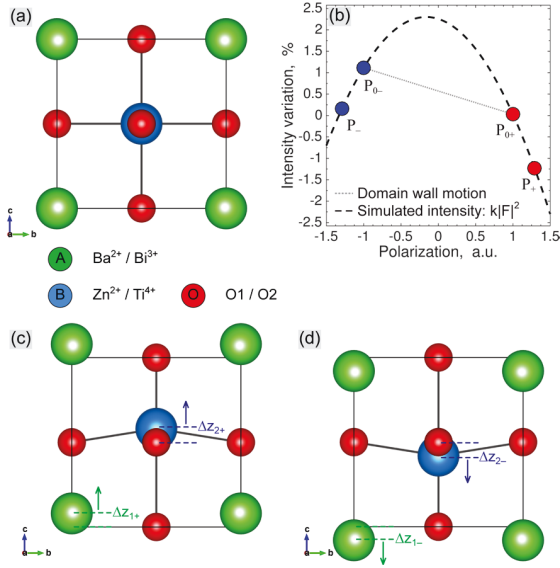 (a)
c
a
b
A Ba²⁺ / Bi³⁺
B Zn²⁺ / Ti⁴⁺ O O1 / O2
(b)
Intensity variation, %
2.5
2
1.5
1
0.5
0
-0.5
-1
-1.5
-2
-2.5
P₀₋
P₋
P₀₊
P₊
Domain wall motion
Simulated intensity: k|F|²
-1.5 -1 -0.5 0 0.5 1 1.5
Polarization, a.u.
(c)
Δz₂₊
Δz₁₊
c
a
b
(d)
Δz₂₋
Δz₁₋
c
a
b